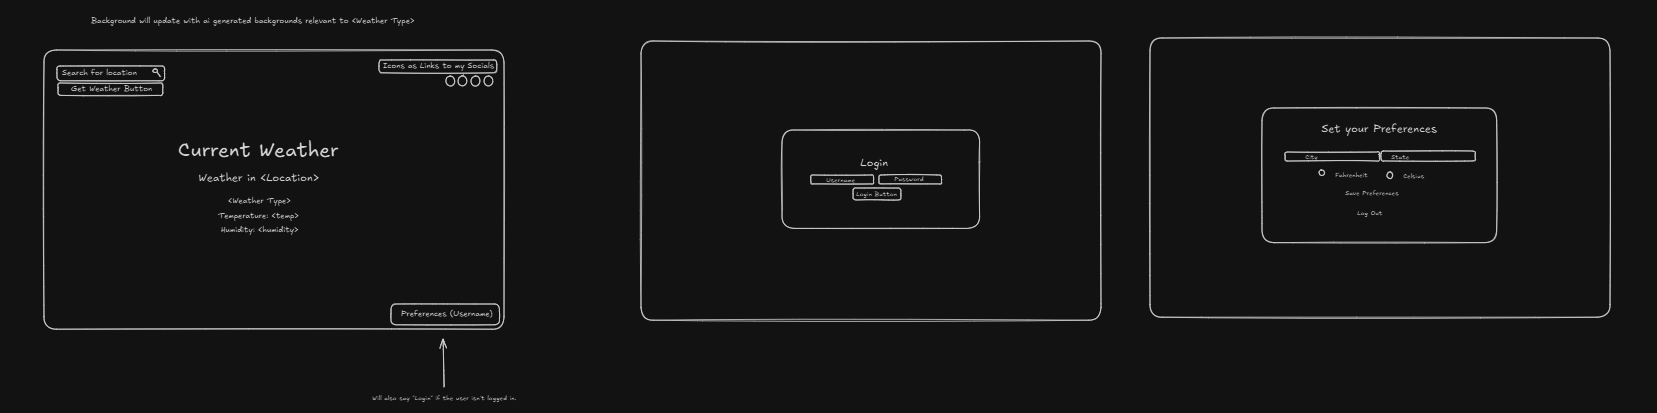 Background will update with ai generated backgrounds relevant to <Weather Type>
Search for location
Get Weather Button
Icons as Links to my Socials
Current Weather
Weather in <Location>
<Weather Type>
Temperature: <temp>
Humidity: <humidity>
Preferences (Username)
Will also say "Login" if the user isn't logged in.
Login
Username
Password
Login Button
Set your Preferences
City
State
Fahrenheit
Celsius
Save Preferences
Log Out